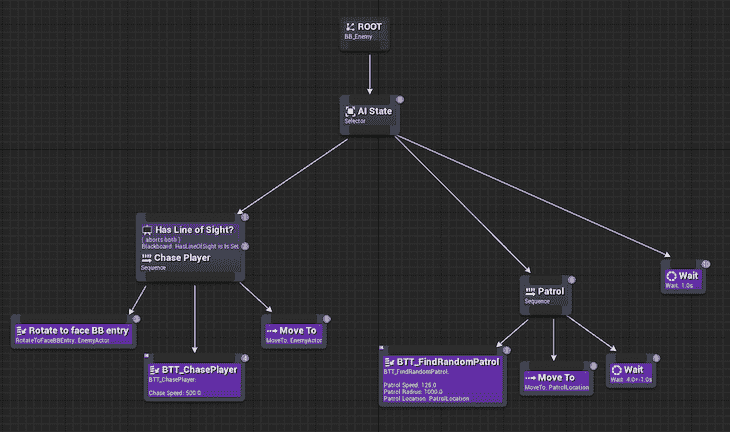 ROOT
BB_Enemy
AI State
Selector
Has Line of Sight?
( aborts both )
Blackboard: HasLineOfSight is Is Set
Chase Player
Sequence
Rotate to face BB entry
RotateToFaceBBEntry: EnemyActor
BTT_ChasePlayer
BTT_ChasePlayer:
Chase Speed: 500.0
Move To
MoveTo: EnemyActor
Patrol
Sequence
BTT_FindRandomPatrol
BTT_FindRandomPatrol:
Patrol Speed: 125.0
Patrol Radius: 1000.0
Patrol Location: PatrolLocation
Move To
MoveTo: PatrolLocation
Wait
Wait: 4.0+-1.0s
Wait
Wait: 1.0s